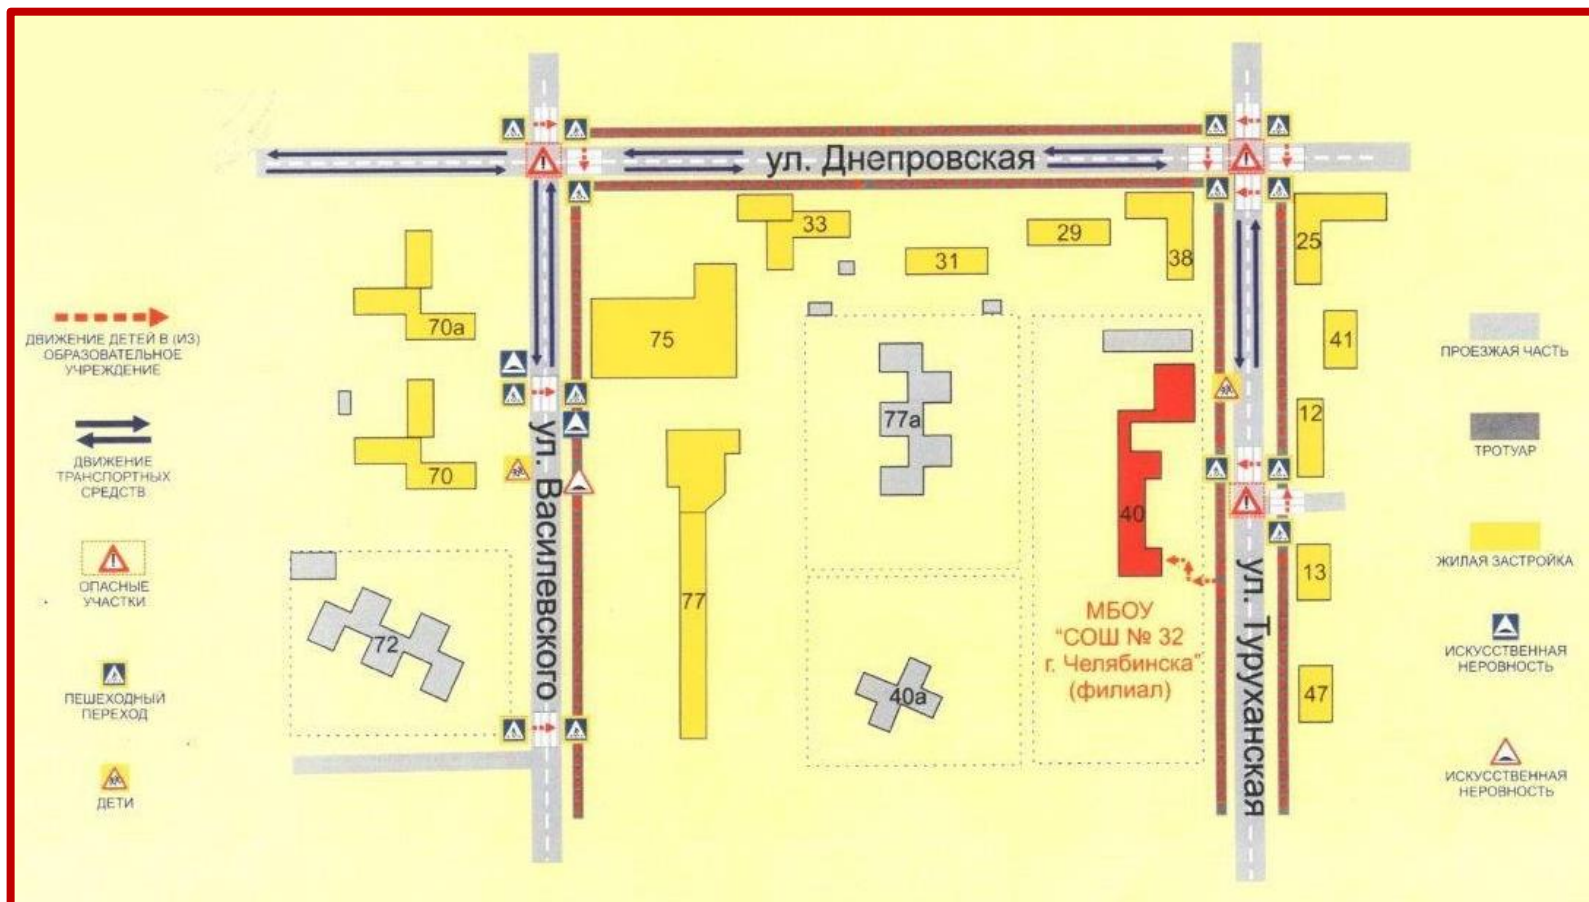 ул. Днепровская
33
29
38
25
31
70а
75
41
77а
12
70
40
ул. Василевского
77
13
72
МБОУ
"СОШ № 32
г. Челябинска"
(филиал)
40а
47
ул. Туруханская
ДВИЖЕНИЕ ДЕТЕЙ В (ИЗ)
ОБРАЗОВАТЕЛЬНОЕ
УЧРЕЖДЕНИЕ
ДВИЖЕНИЕ
ТРАНСПОРТНЫХ
СРЕДСТВ
ОПАСНЫЕ
УЧАСТКИ
ПЕШЕХОДНЫЙ
ПЕРЕХОД
ДЕТИ
ПРОЕЗЖАЯ ЧАСТЬ
ТРОТУАР
ЖИЛАЯ ЗАСТРОЙКА
ИСКУССТВЕННАЯ
НЕРОВНОСТЬ
ИСКУССТВЕННАЯ
НЕРОВНОСТЬ